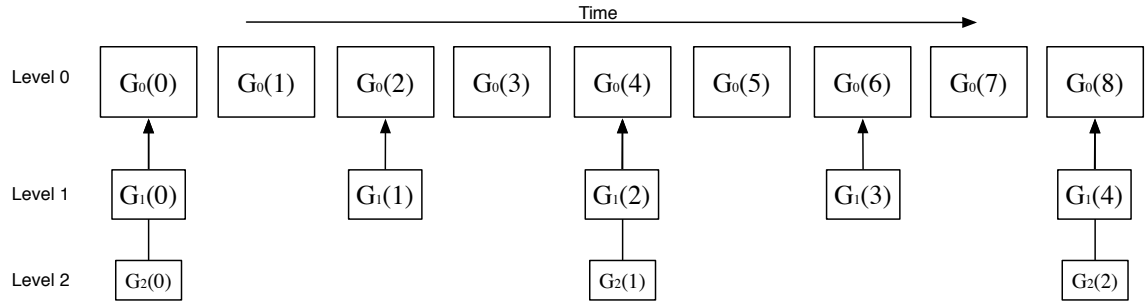 Time
Level 0 G₀(0) G₀(1) G₀(2) G₀(3) G₀(4) G₀(5) G₀(6) G₀(7) G₀(8)
Level 1 G₁(0) G₁(1) G₁(2) G₁(3) G₁(4)
Level 2 G₂(0) G₂(1) G₂(2)